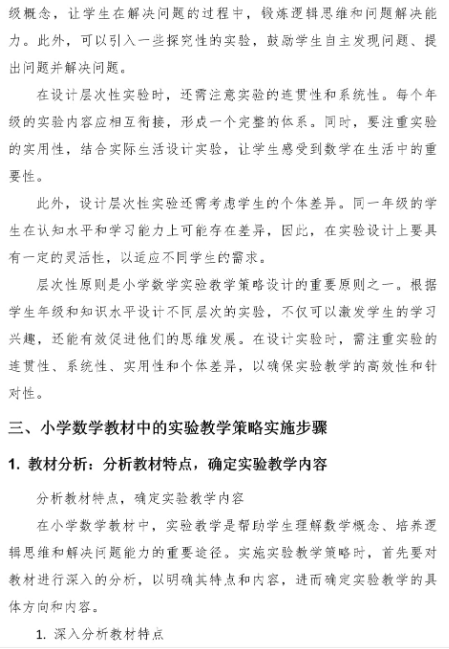 级概念，让学生在解决问题的过程中，锻炼逻辑思维和问题解决能
力。此外，可以引入一些探究性的实验，鼓励学生自主发现问题、提
出问题并解决问题。
在设计层次性实验时，还需注意实验的连贯性和系统性。每个年
级的实验内容应相互衔接，形成一个完整的体系。同时，要注重实验
的实用性，结合实际生活设计实验，让学生感受到数学在生活中的重
要性。
此外，设计层次性实验还需考虑学生的个体差异。同一年级的学
生在认知水平和学习能力上可能存在差异，因此，在实验设计上要具
有一定的灵活性，以适应不同学生的需求。
层次性原则是小学数学实验教学策略设计的重要原则之一。根据
学生年级和知识水平设计不同层次的实验，不仅可以激发学生的学习
兴趣，还能有效促进他们的思维发展。在设计实验时，需注重实验的
连贯性、系统性、实用性和个体差异，以确保实验教学的高效性和针
对性。
三、小学数学教材中的实验教学策略实施步骤
1. 教材分析：分析教材特点，确定实验教学内容
分析教材特点，确定实验教学内容
在小学数学教材中，实验教学是帮助学生理解数学概念、培养逻
辑思维和解决问题能力的重要途径。实施实验教学策略时，首先要对
教材进行深入的分析，以明确其特点和内容，进而确定实验教学的具
体方向和内容。
1. 深入分析教材特点